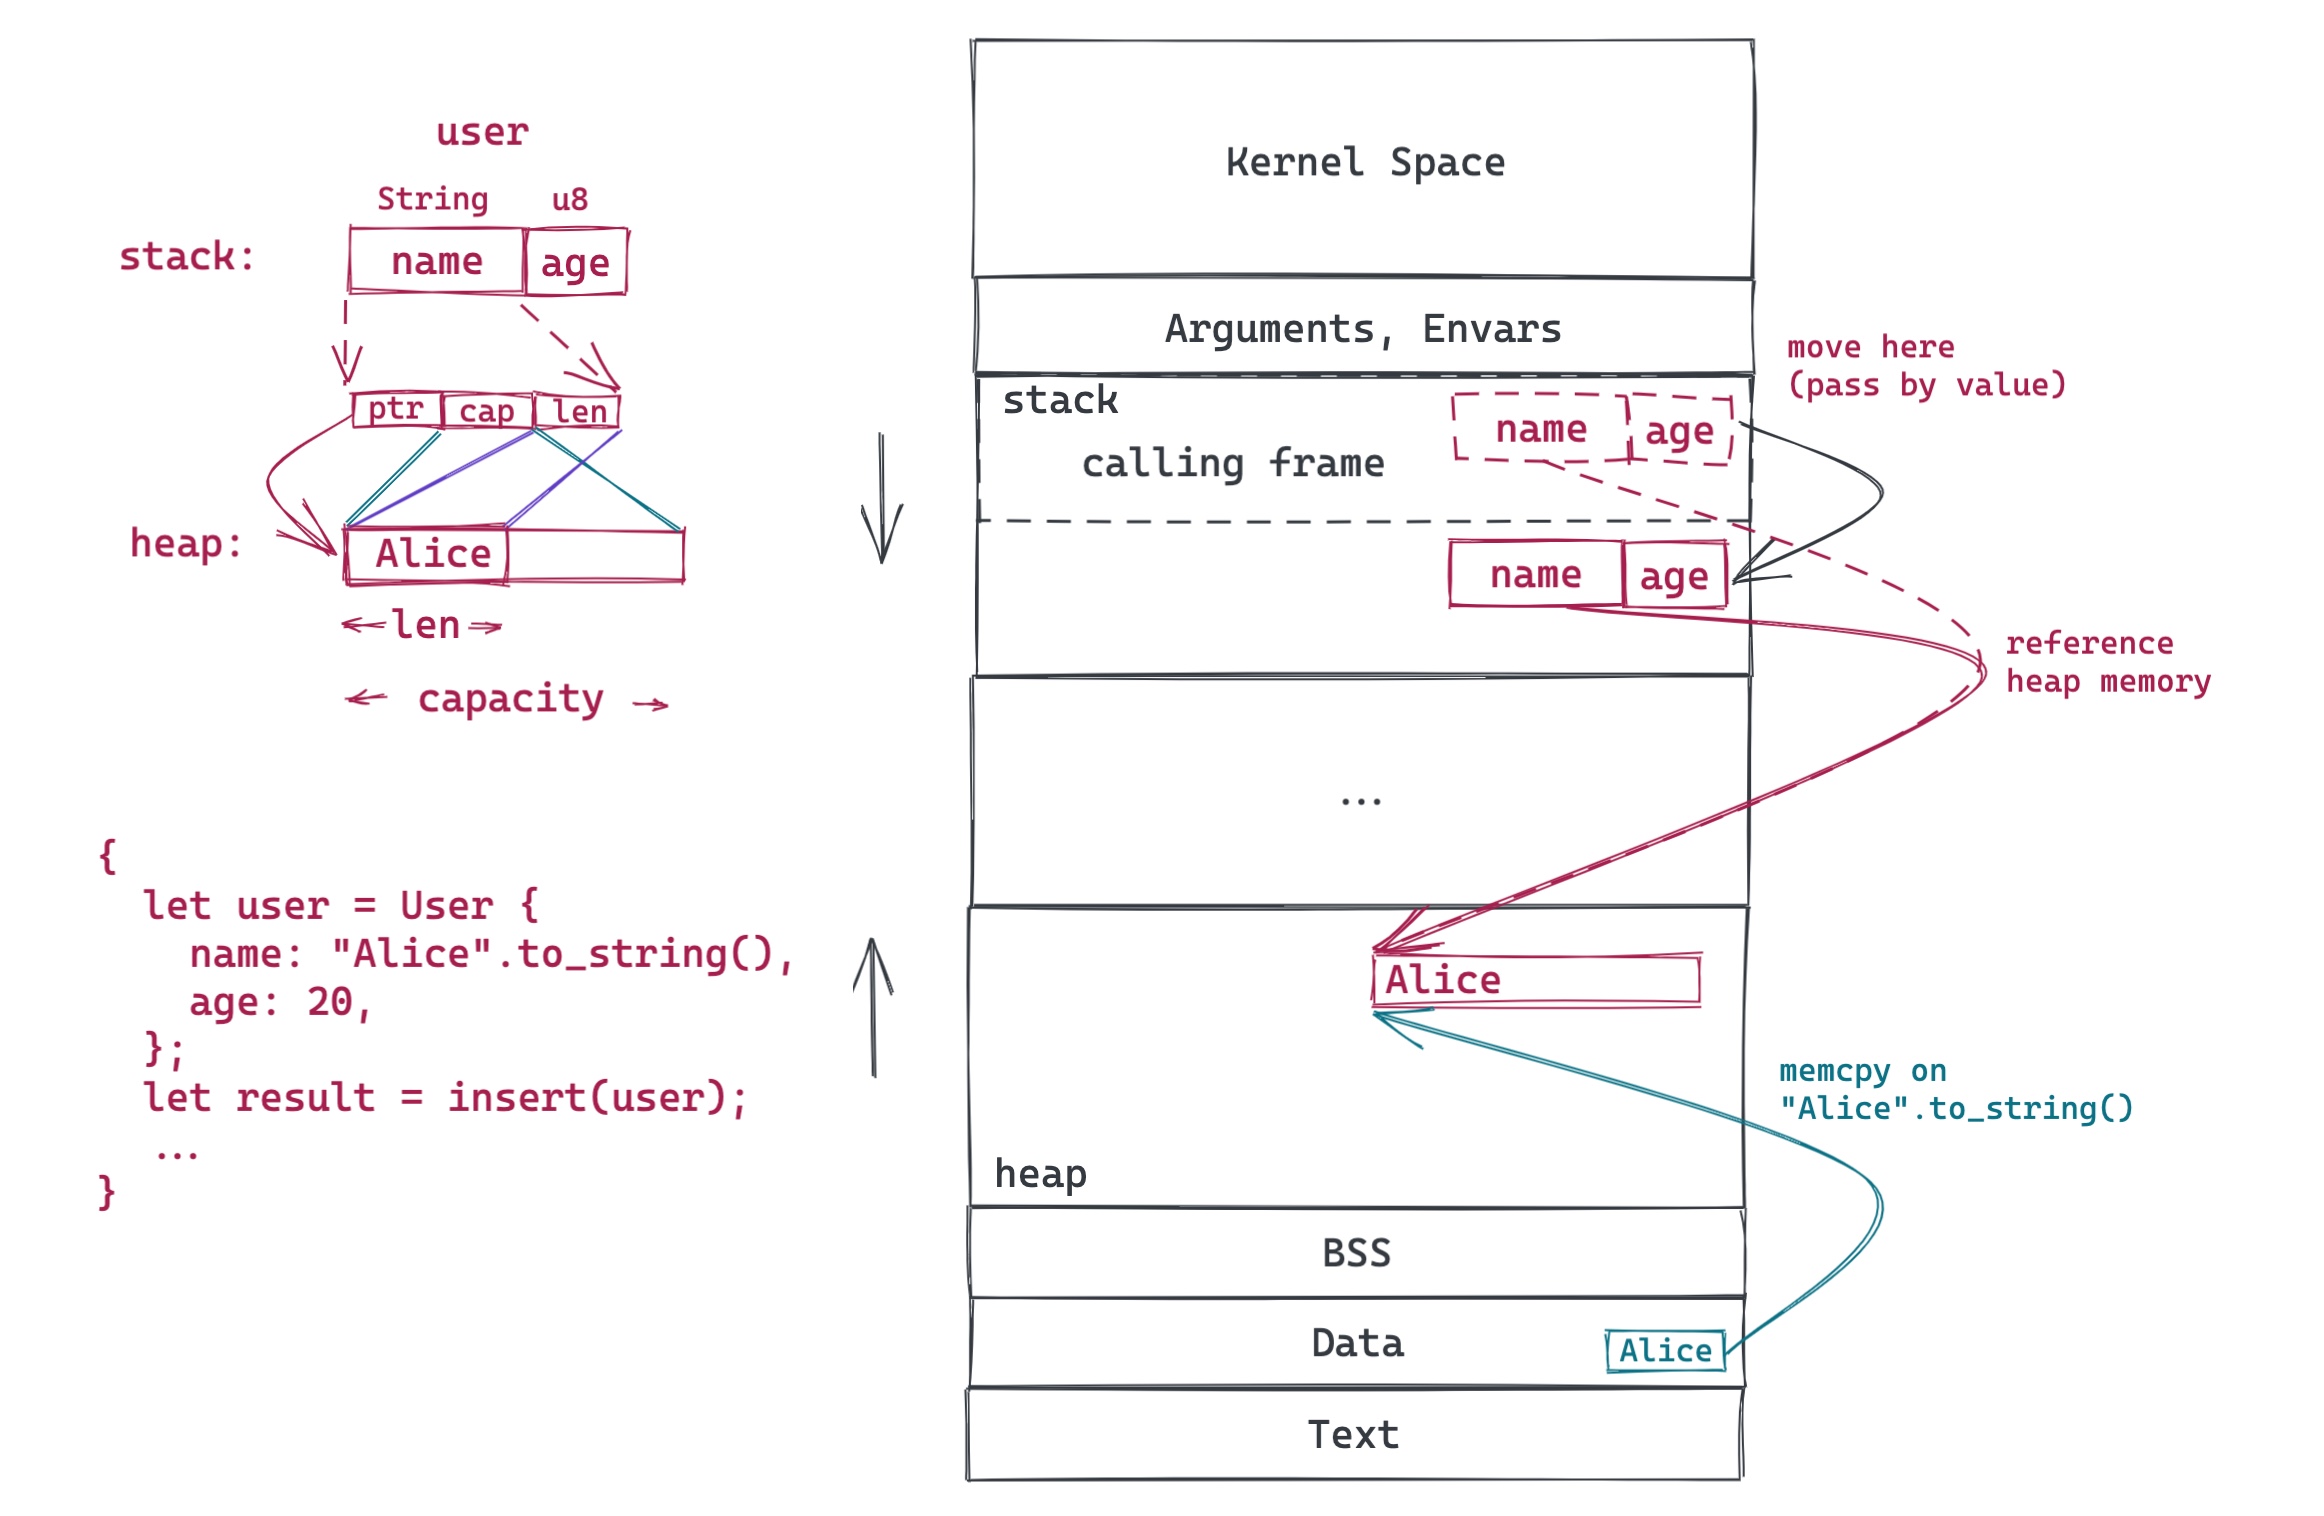 user
String u8
stack: name age
ptr cap len
heap: Alice
len
capacity
{
  let user = User {
    name: "Alice".to_string(),
    age: 20,
  };
  let result = insert(user);
  ...
}
Kernel Space
Arguments, Envars
stack
calling frame
name age
move here
(pass by value)
name age
reference
heap memory
...
Alice
memcpy on
"Alice".to_string()
heap
BSS
Data
Alice
Text